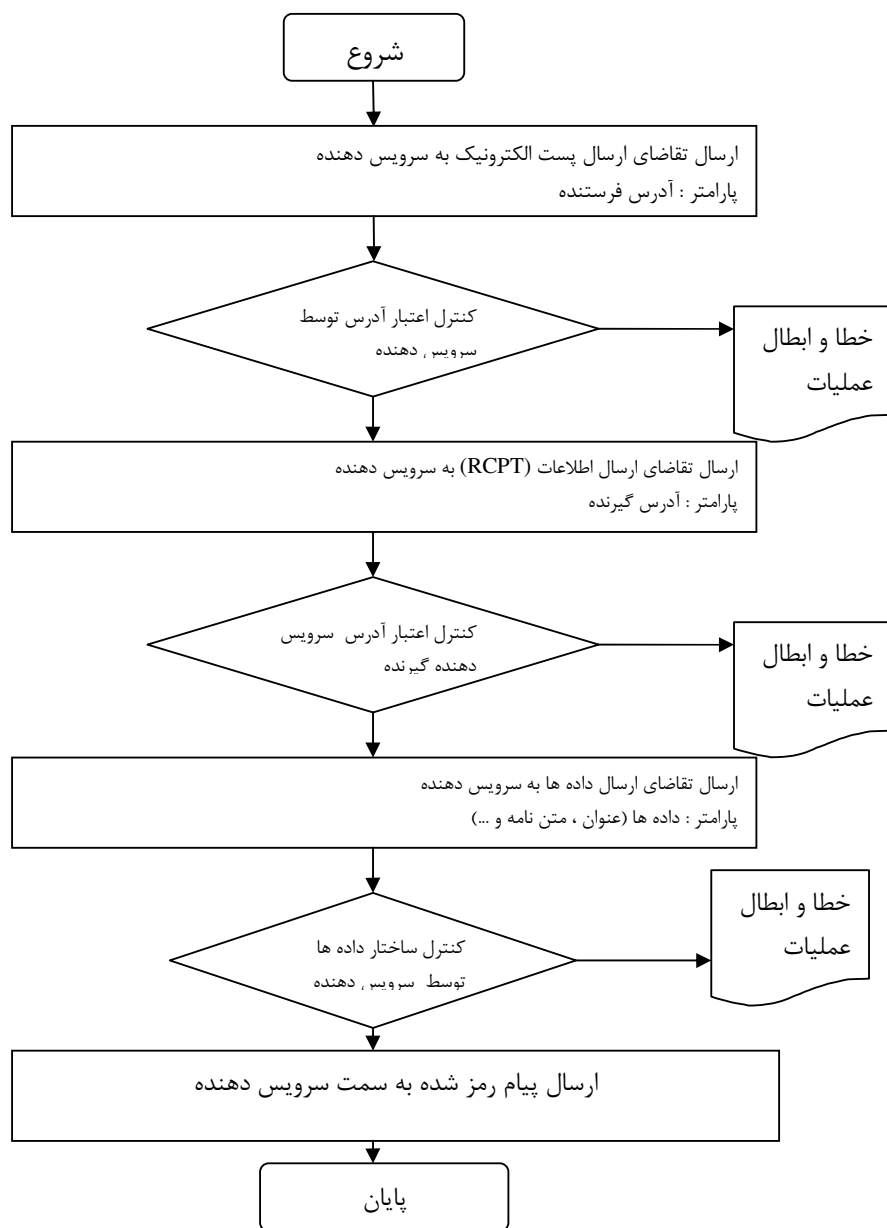 شروع
ارسال تقاضای ارسال پست الکترونیک به سرویس دهنده
پارامتر : آدرس فرستنده
کنترل اعتبار آدرس توسط
سرویس دهنده
خطا و ابطال
عملیات
ارسال تقاضای ارسال اطلاعات (RCPT) به سرویس دهنده
پارامتر : آدرس گیرنده
کنترل اعتبار آدرس سرویس
دهنده گیرنده
خطا و ابطال
عملیات
ارسال تقاضای ارسال داده ها به سرویس دهنده
پارامتر : داده ها (عنوان ، متن نامه و ...)
کنترل ساختار داده ها
توسط سرویس دهنده
خطا و ابطال
عملیات
ارسال پیام رمز شده به سمت سرویس دهنده
پایان